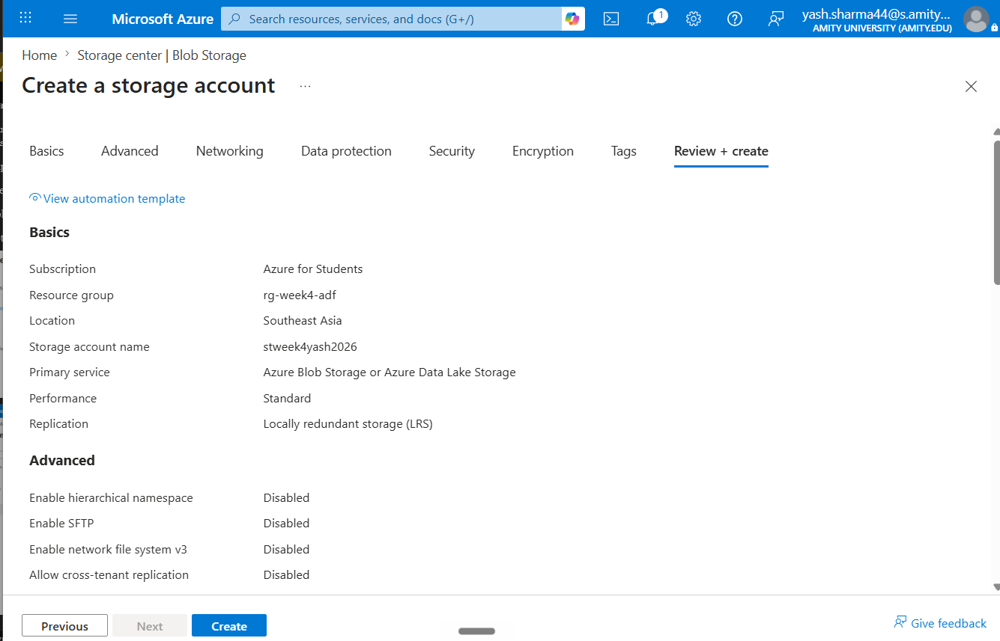 Microsoft Azure
Search resources, services, and docs (G+/)
1
yash.sharma44@s.amity...
AMITY UNIVERSITY (AMITY.EDU)
Home > Storage center | Blob Storage
Create a storage account ...
Basics Advanced Networking Data protection Security Encryption Tags Review + create
View automation template
Basics
Subscription Azure for Students
Resource group rg-week4-adf
Location Southeast Asia
Storage account name stweek4yash2026
Primary service Azure Blob Storage or Azure Data Lake Storage
Performance Standard
Replication Locally redundant storage (LRS)
Advanced
Enable hierarchical namespace Disabled
Enable SFTP Disabled
Enable network file system v3 Disabled
Allow cross-tenant replication Disabled
Previous Next Create
Give feedback